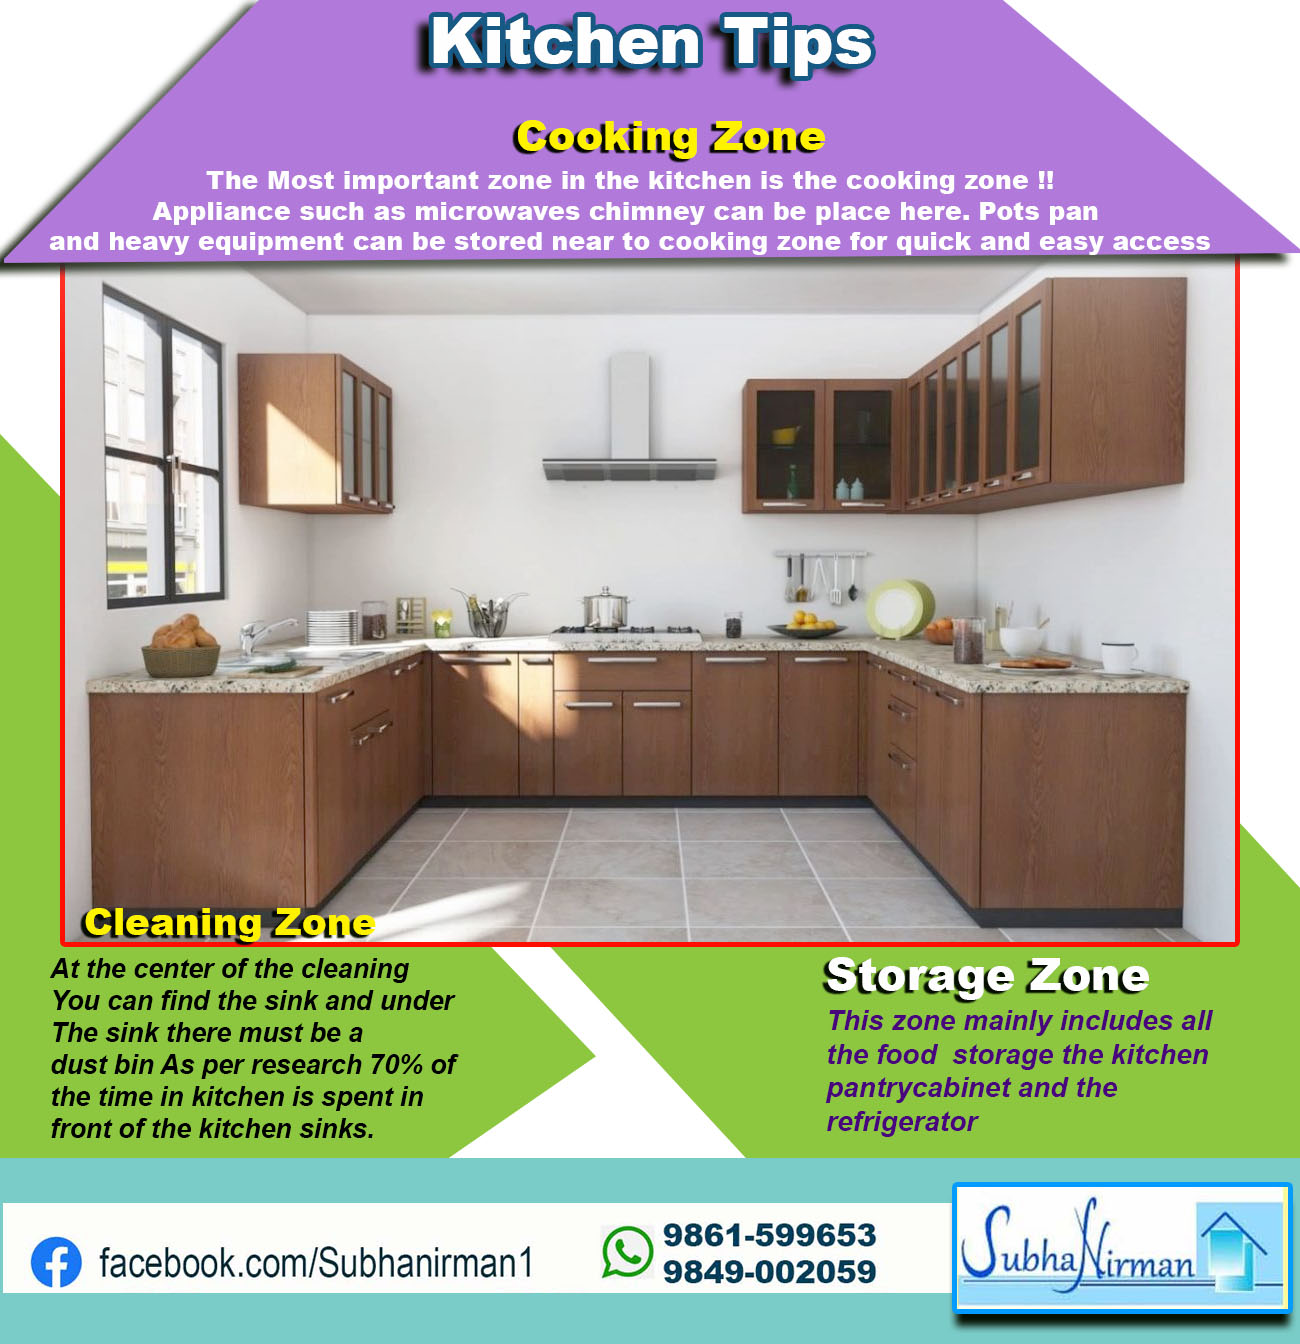 Kitchen Tips
Cooking Zone
The Most important zone in the kitchen is the cooking zone !!
Appliance such as microwaves chimney can be place here. Pots pan
and heavy equipment can be stored near to cooking zone for quick and easy access
Cleaning Zone
At the center of the cleaning
You can find the sink and under
The sink there must be a
dust bin As per research 70% of
the time in kitchen is spent in
front of the kitchen sinks.
Storage Zone
This zone mainly includes all
the food  storage the kitchen
pantrycabinet and the
refrigerator
facebook.com/Subhanirman1
9861-599653
9849-002059
Subha Nirman